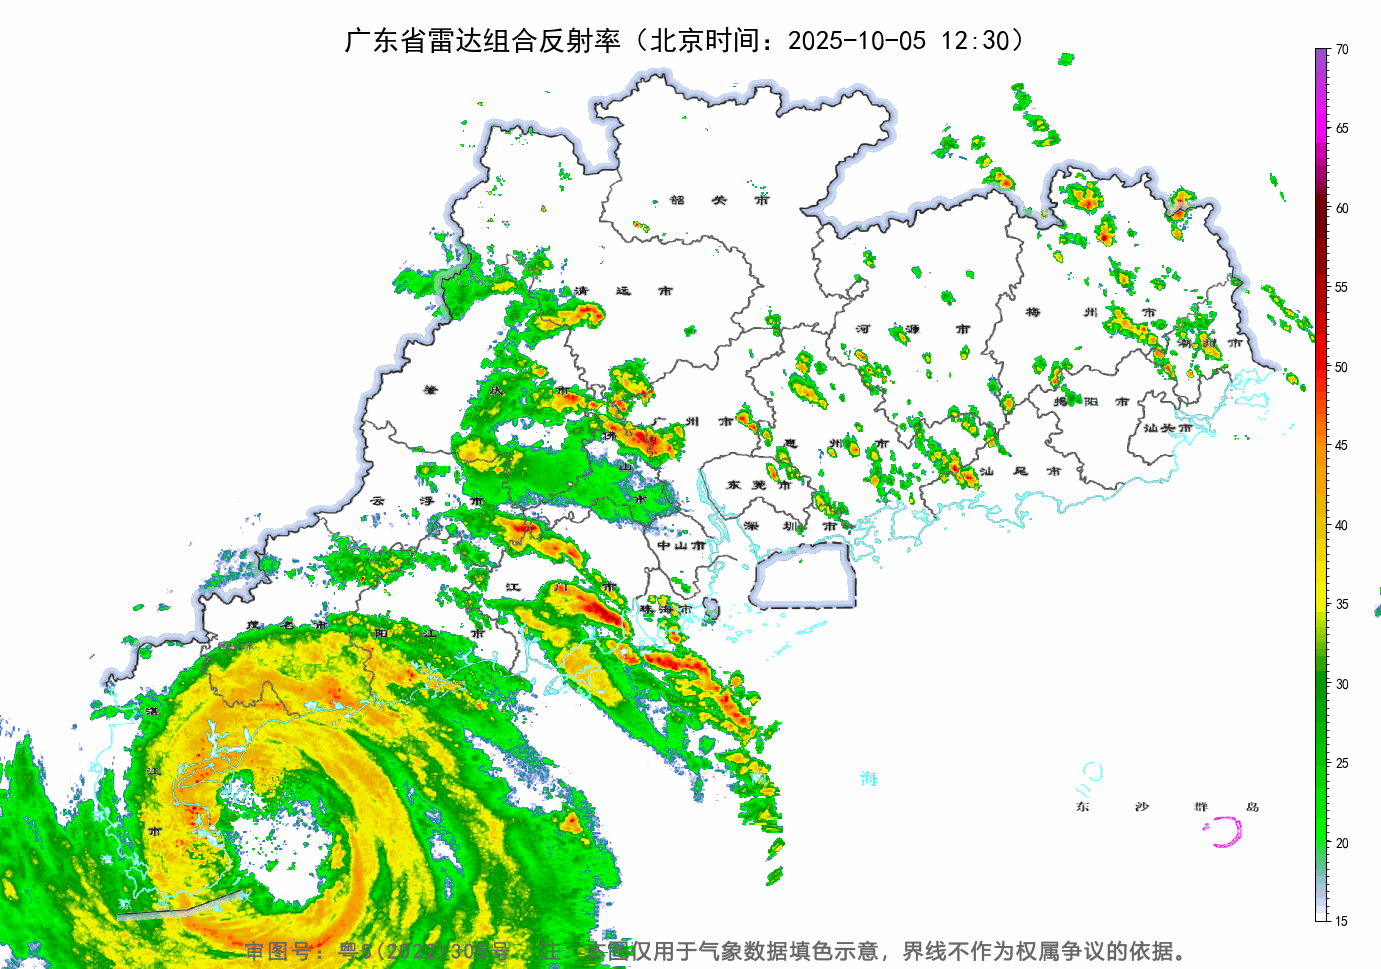 广东省雷达组合反射率（北京时间：2025-10-05 12:30）
70
65
60
55
50
45
40
35
30
25
20
15
韶关市
清远市
河源市
梅州市
潮州市
肇庆市
广州市
佛山市
惠州市
揭阳市
汕头市
云浮市
东莞市
汕尾市
深圳市
中山市
江门市
珠海市
茂名市
阳江市
湛江市
海
东沙群岛
审图号：粤S(2022)306号 注：本图仅用于气象数据填色示意，界线不作为权属争议的依据。